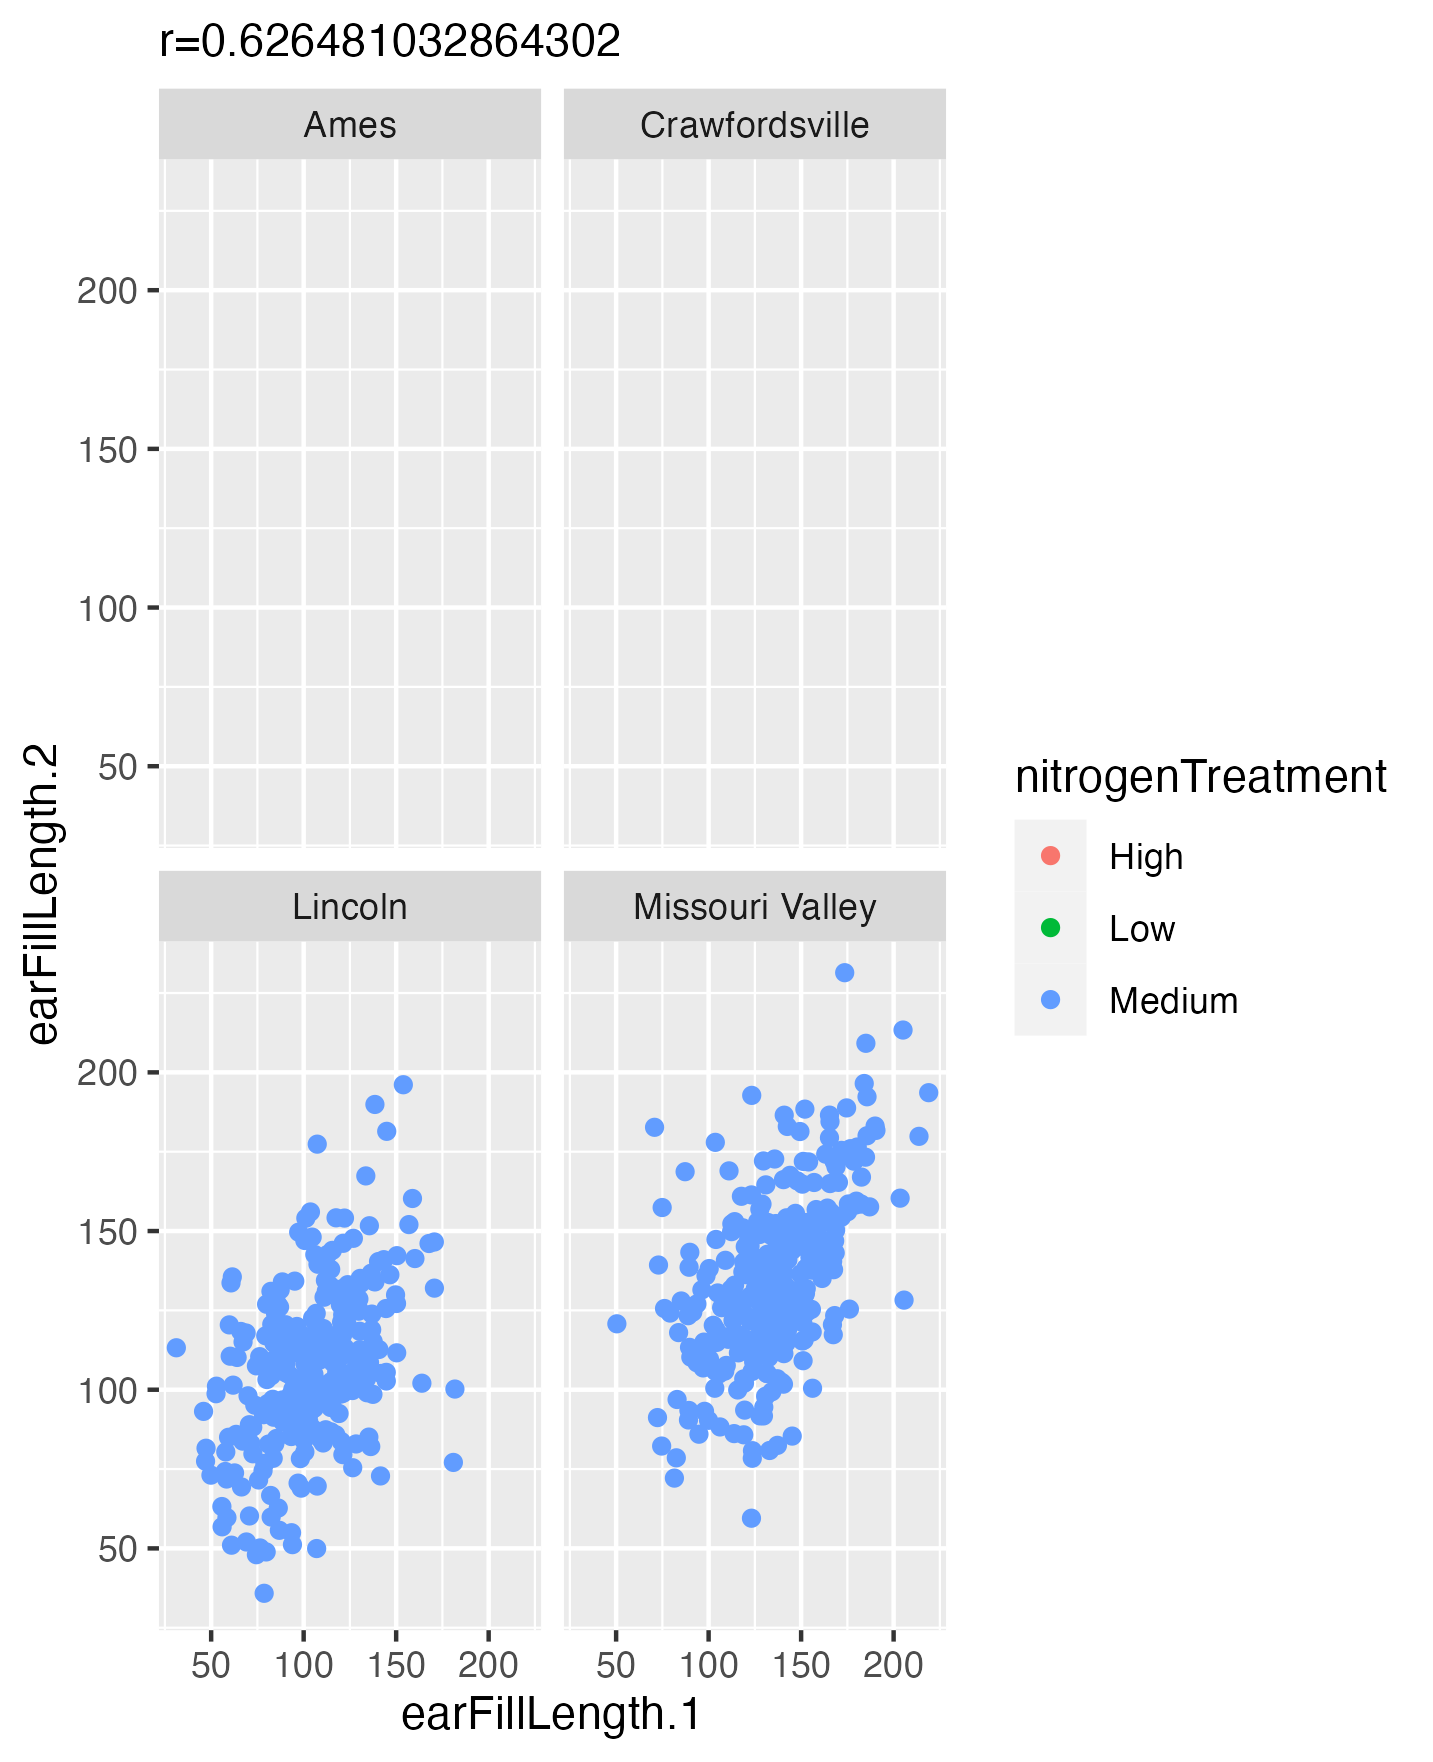 r=0.626481032864302
Ames
Crawfordsville
200
150
100
50
earFillLength.2
Lincoln
Missouri Valley
200
150
100
50
50 100 150 200
50 100 150 200
earFillLength.1
nitrogenTreatment
High
Low
Medium